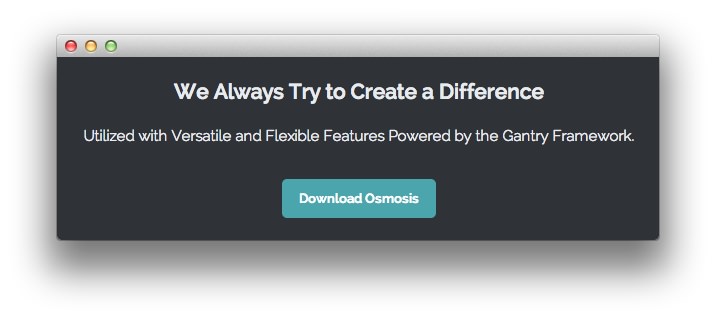 We Always Try to Create a Difference
Utilized with Versatile and Flexible Features Powered by the Gantry Framework.
Download Osmosis